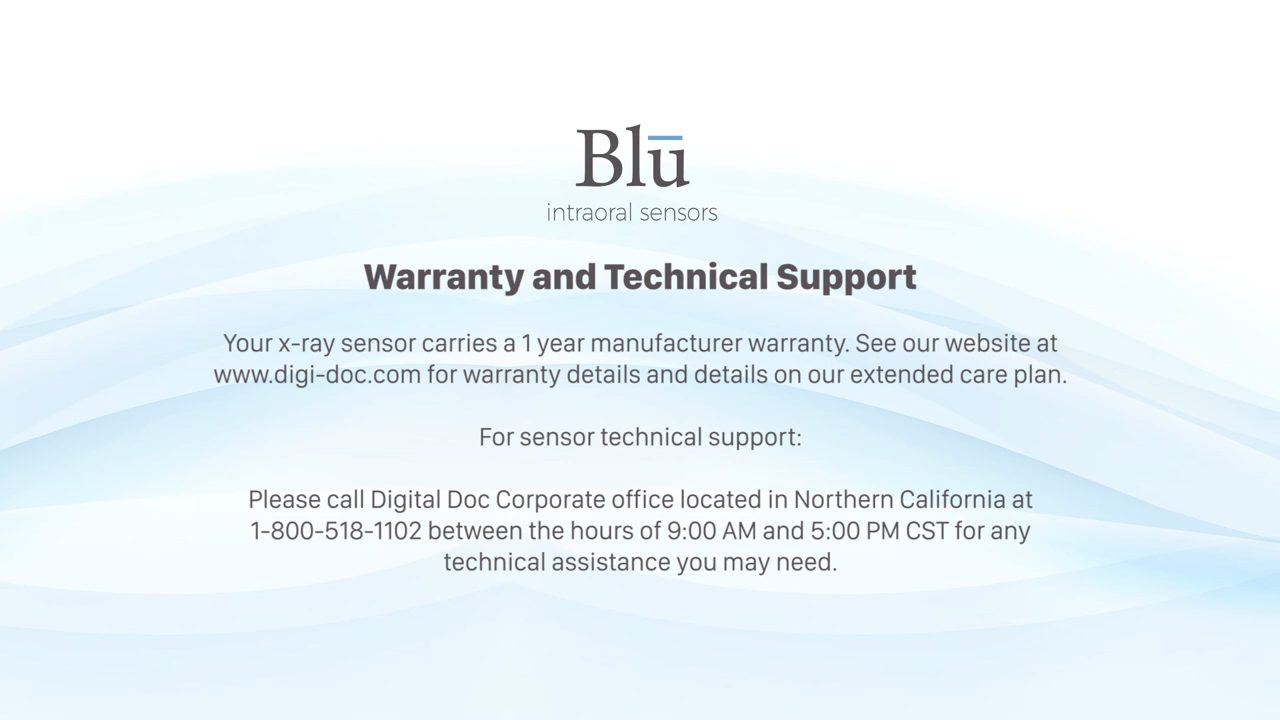 Blū
intraoral sensors
Warranty and Technical Support
Your x-ray sensor carries a 1 year manufacturer warranty. See our website at
www.digi-doc.com for warranty details and details on our extended care plan.
For sensor technical support:
Please call Digital Doc Corporate office located in Northern California at
1-800-518-1102 between the hours of 9:00 AM and 5:00 PM CST for any
technical assistance you may need.